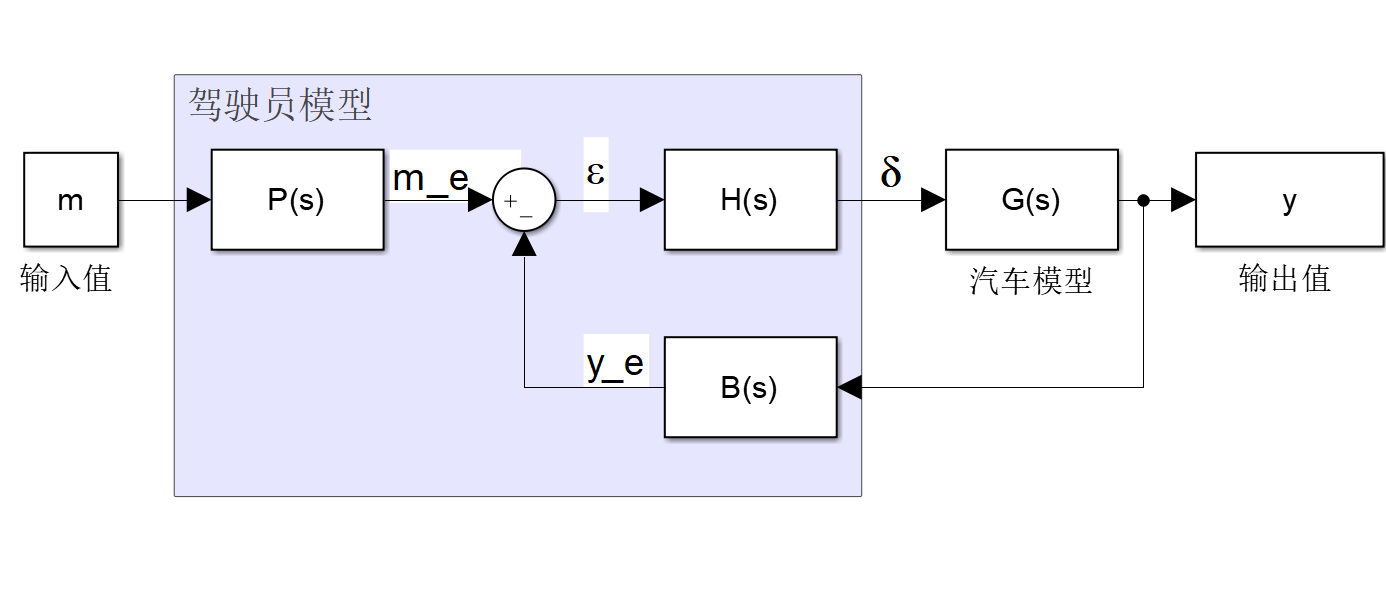 驾驶员模型
m
输入值
P(s)
m_e
+
−
ε
H(s)
δ
G(s)
汽车模型
y
输出值
y_e
B(s)